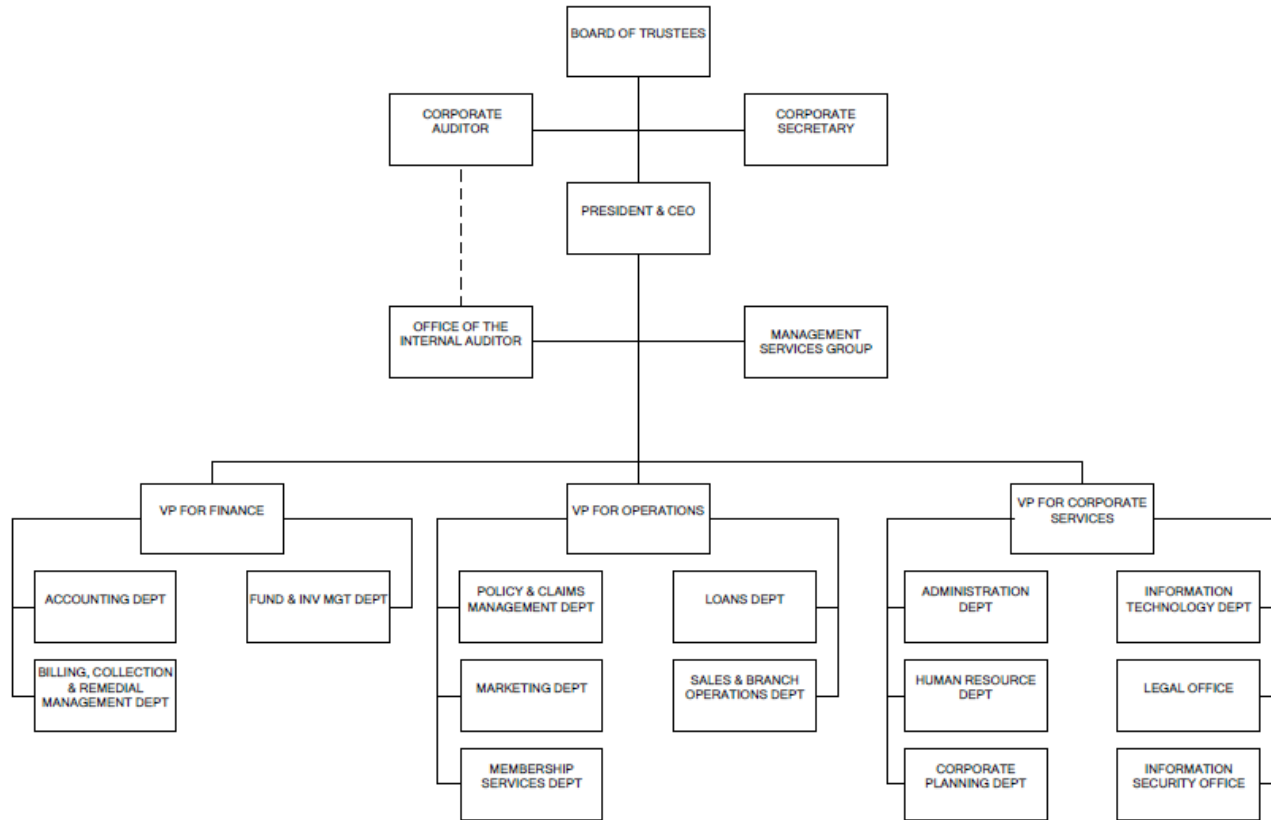 BOARD OF TRUSTEES
CORPORATE
AUDITOR
CORPORATE
SECRETARY
PRESIDENT & CEO
OFFICE OF THE
INTERNAL AUDITOR
MANAGEMENT
SERVICES GROUP
VP FOR FINANCE
VP FOR OPERATIONS
VP FOR CORPORATE
SERVICES
ACCOUNTING DEPT
FUND & INV MGT DEPT
POLICY & CLAIMS
MANAGEMENT DEPT
LOANS DEPT
ADMINISTRATION
DEPT
INFORMATION
TECHNOLOGY DEPT
BILLING, COLLECTION
& REMEDIAL
MANAGEMENT DEPT
MARKETING DEPT
SALES & BRANCH
OPERATIONS DEPT
HUMAN RESOURCE
DEPT
LEGAL OFFICE
MEMBERSHIP
SERVICES DEPT
CORPORATE
PLANNING DEPT
INFORMATION
SECURITY OFFICE